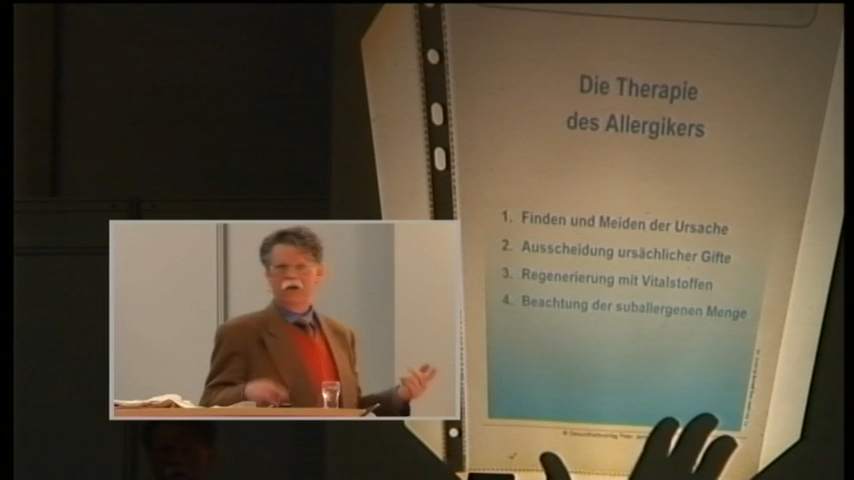 Die Therapie
des Allergikers
1. Finden und Meiden der Ursache
2. Ausscheidung ursächlicher Gifte
3. Regenerierung mit Vitalstoffen
4. Beachtung der suballergenen Menge